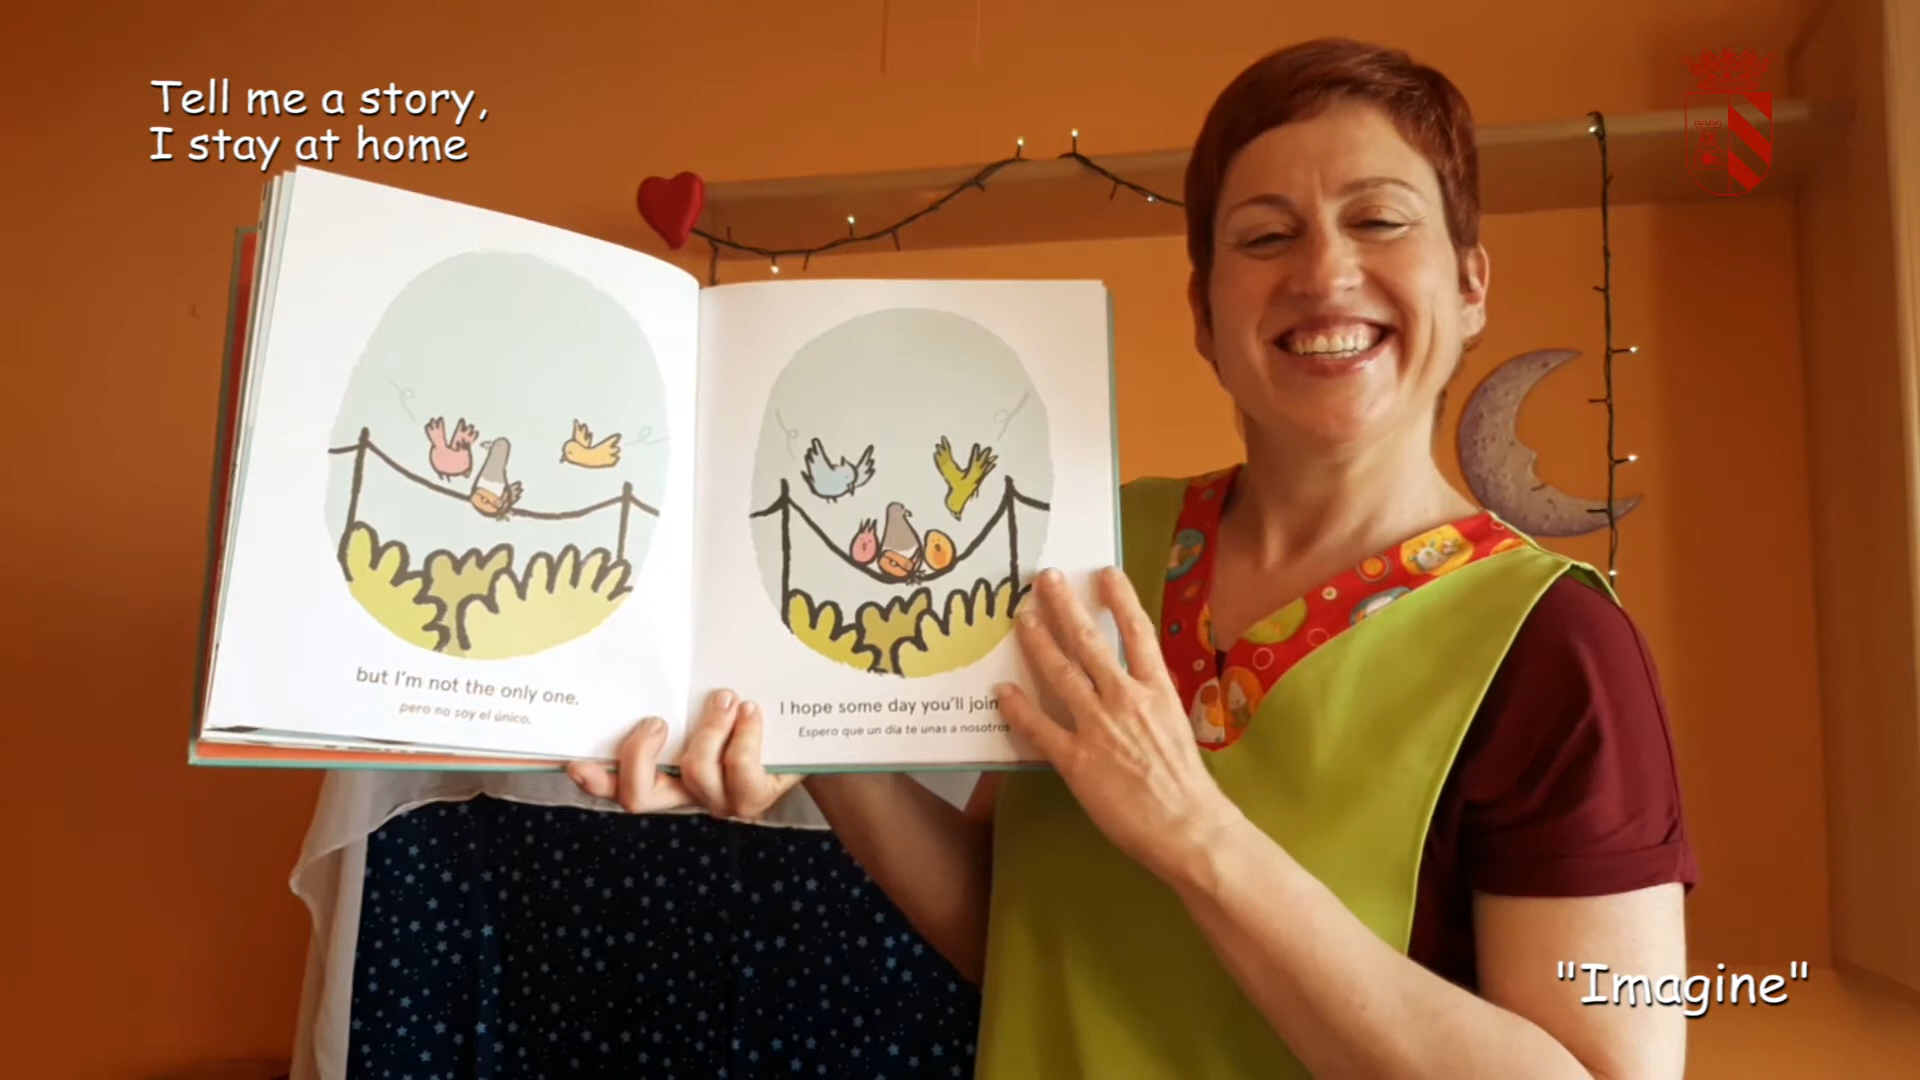 Tell me a story,
I stay at home
but I'm not the only one.
pero no soy el único.
I hope some day you'll join
Espero que un día te unas a nosotros
"Imagine"